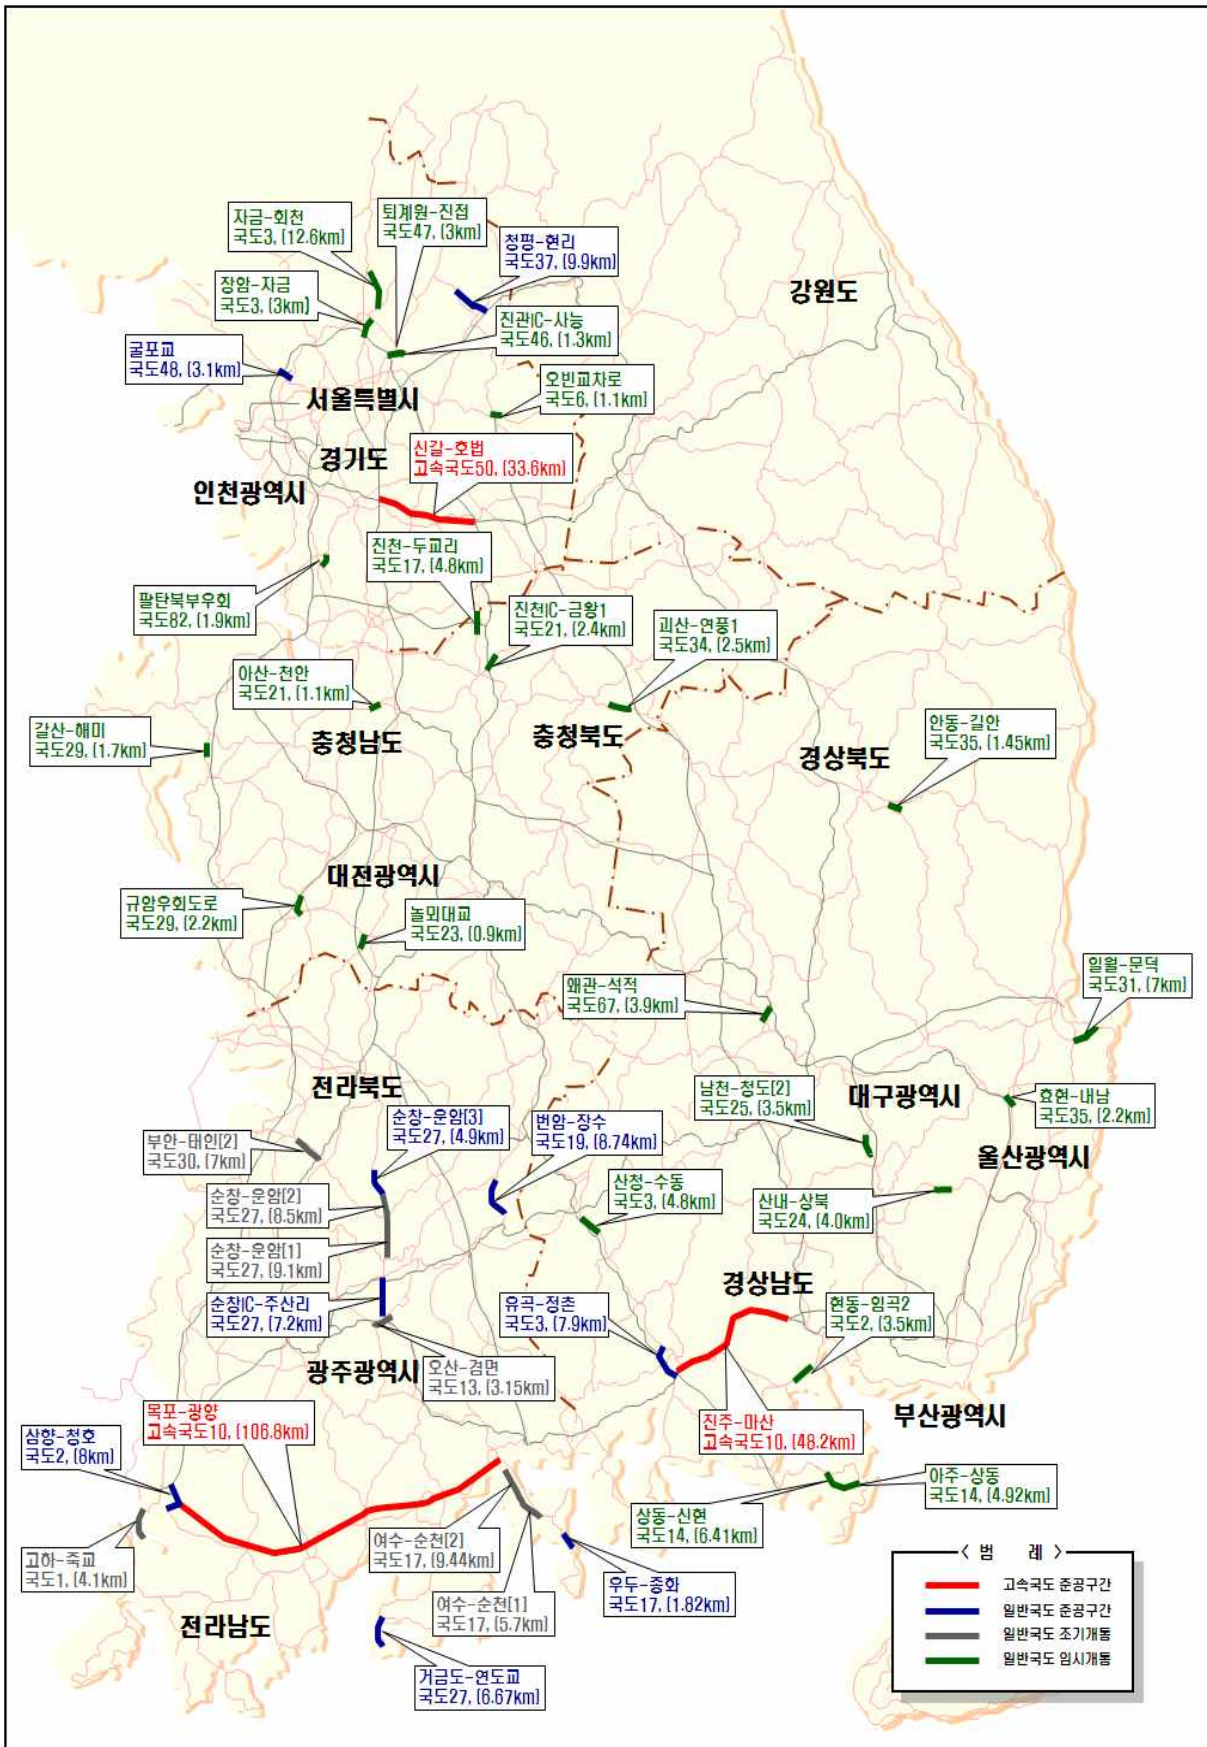 자금-회천
국도3, (12.6km)
퇴계원-진접
국도47, (3km)
청평-현리
국도37, (9.9km)
강원도
장암-자금
국도3, (3km)
진관IC-사능
국도46, (1.3km)
굴포교
국도48, (3.1km)
오빈교차로
국도6, (1.1km)
서울특별시
경기도
신갈-호법
고속국도50, (33.6km)
인천광역시
진천-두교리
국도17, (4.8km)
팔탄북부우회
국도82, (1.9km)
진천IC-금왕1
국도21, (2.4km)
괴산-연풍1
국도34, (2.5km)
아산-천안
국도21, (1.1km)
갈산-해미
국도29, (1.7km)
충청남도
충청북도
안동-길안
국도35, (1.45km)
경상북도
대전광역시
규암우회도로
국도29, (2.2km)
놀뫼대교
국도23, (0.9km)
왜관-석적
국도67, (3.9km)
일월-문덕
국도31, (7km)
전라북도
남천-청도[2]
국도25, (3.5km)
대구광역시
효현-내남
국도35, (2.2km)
순창-운암[3]
국도27, (4.9km)
번암-장수
국도19, (8.74km)
부안-태인[2]
국도30, (7km)
울산광역시
순창-운암[2]
국도27, (8.5km)
산청-수동
국도3, (4.8km)
산내-상북
국도24, (4.0km)
순창-운암[1]
국도27, (9.1km)
경상남도
순창IC-주산리
국도27, (7.2km)
유곡-정촌
국도3, (7.9km)
현동-임곡2
국도2, (3.5km)
광주광역시
오산-겸면
국도13, (3.15km)
목포-광양
고속국도10, (106.8km)
진주-마산
고속국도10, (48.2km)
부산광역시
삼향-청호
국도2, (8km)
아주-상동
국도14, (4.92km)
상동-신현
국도14, (6.41km)
여수-순천[2]
국도17, (9.44km)
고하-죽교
국도1, (4.1km)
우두-종화
국도17, (1.82km)
여수-순천[1]
국도17, (5.7km)
전라남도
거금도-연도교
국도27, (6.67km)
〈 범 례 〉
고속국도 준공구간
일반국도 준공구간
일반국도 조기개통
일반국도 임시개통